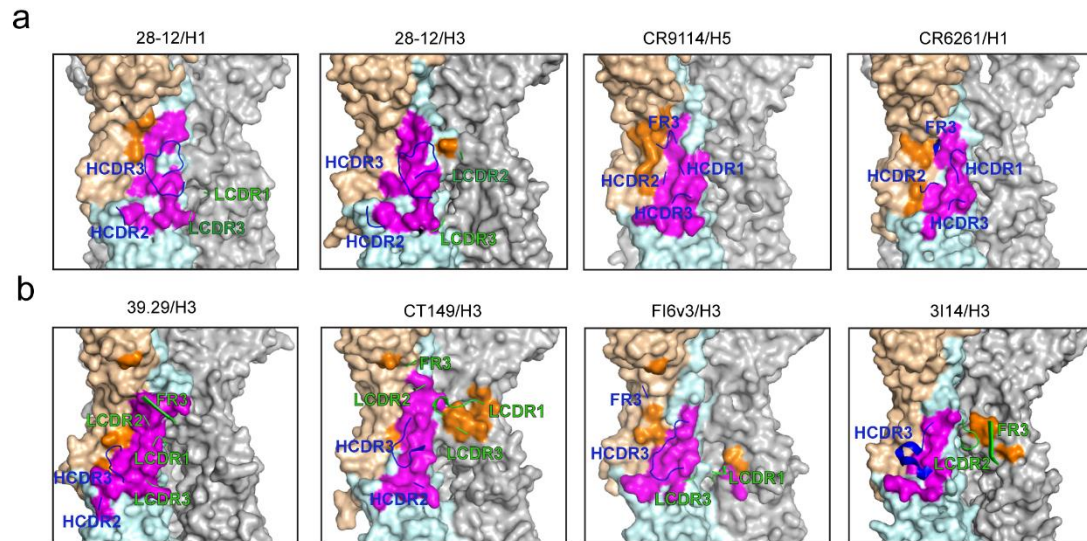 a
28-12/H1
HCDR3
LCDR1
HCDR2
LCDR3
28-12/H3
HCDR3
LCDR2
HCDR2
LCDR3
CR9114/H5
FR3
HCDR1
HCDR2
HCDR3
CR6261/H1
FR3
HCDR1
HCDR2
HCDR3
b
39.29/H3
FR3
LCDR2
LCDR1
HCDR3
LCDR3
HCDR2
CT149/H3
FR3
LCDR2
LCDR1
HCDR3
LCDR3
HCDR2
FI6v3/H3
FR3
HCDR3
LCDR1
LCDR3
3I14/H3
HCDR3
FR3
LCDR2